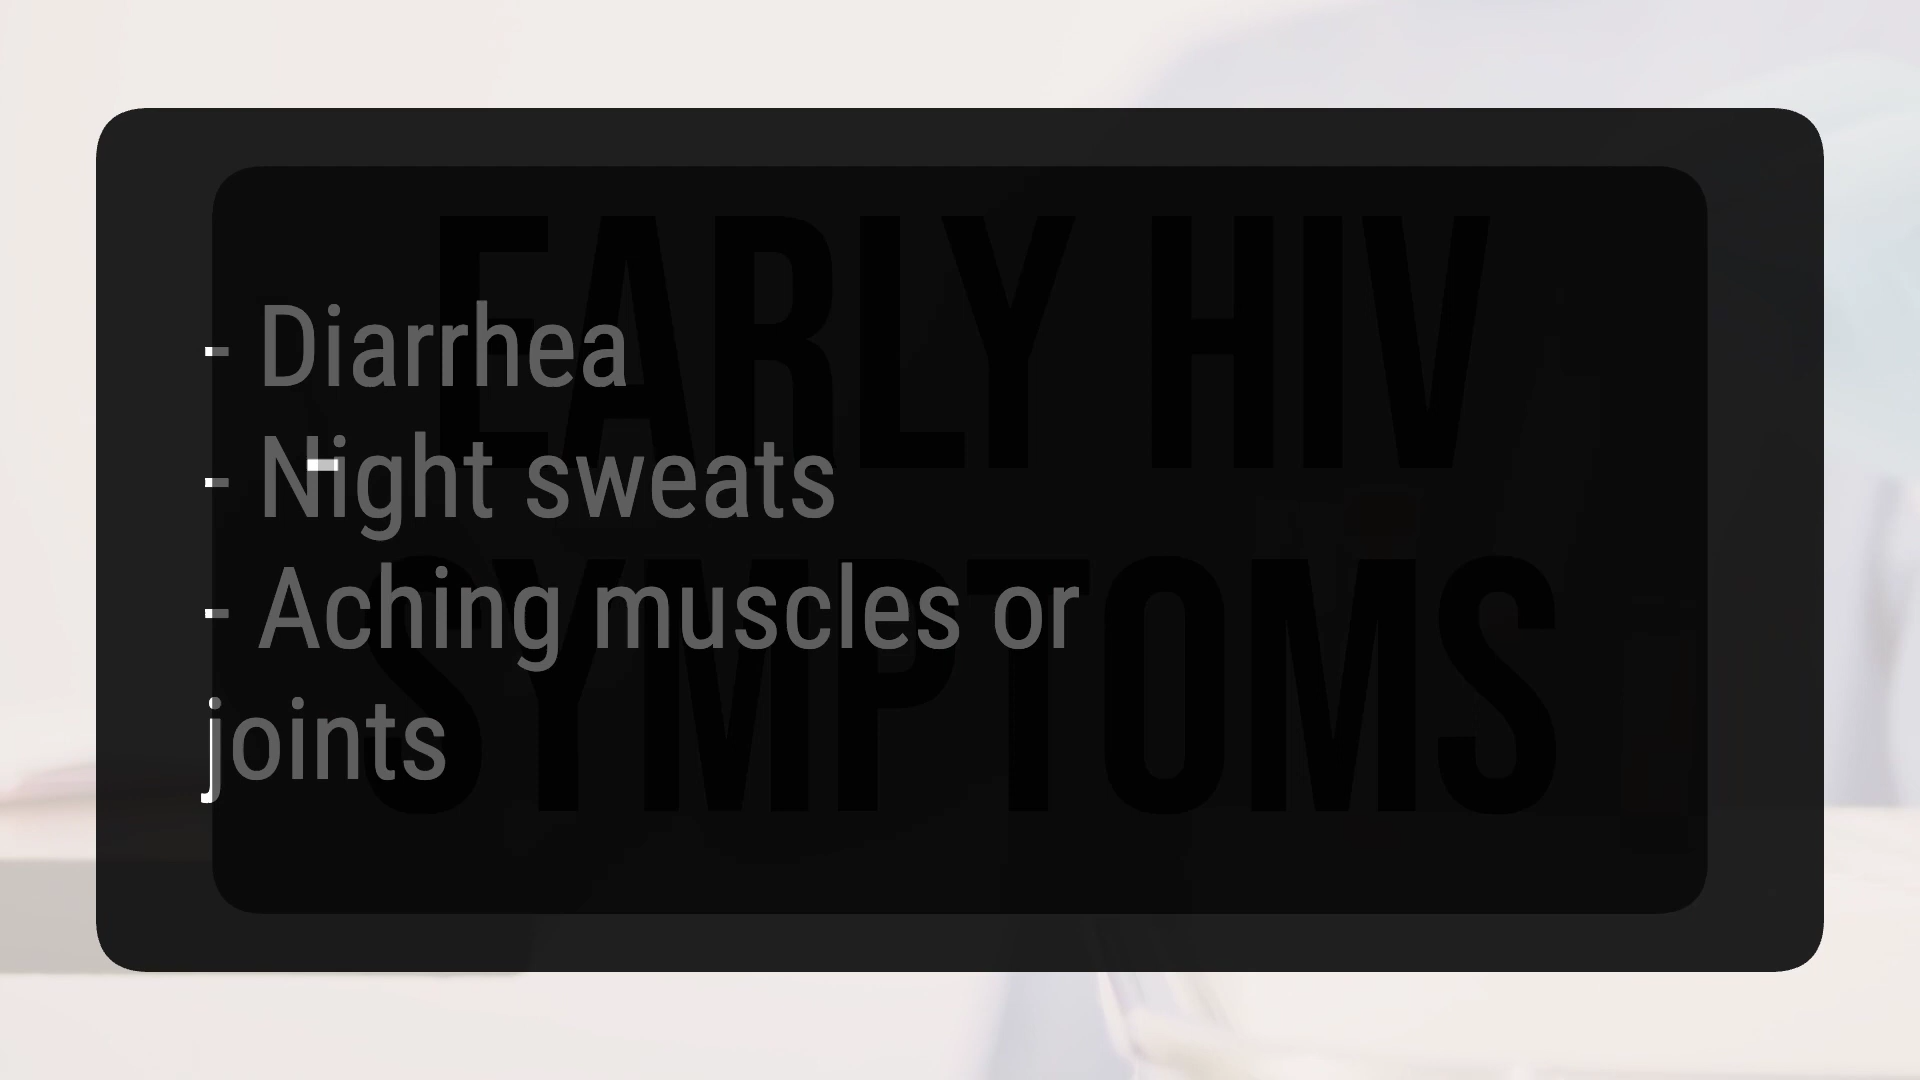 EARLY HIV
SYMPTOMS
- Diarrhea
- Night sweats
- Aching muscles or
joints
-